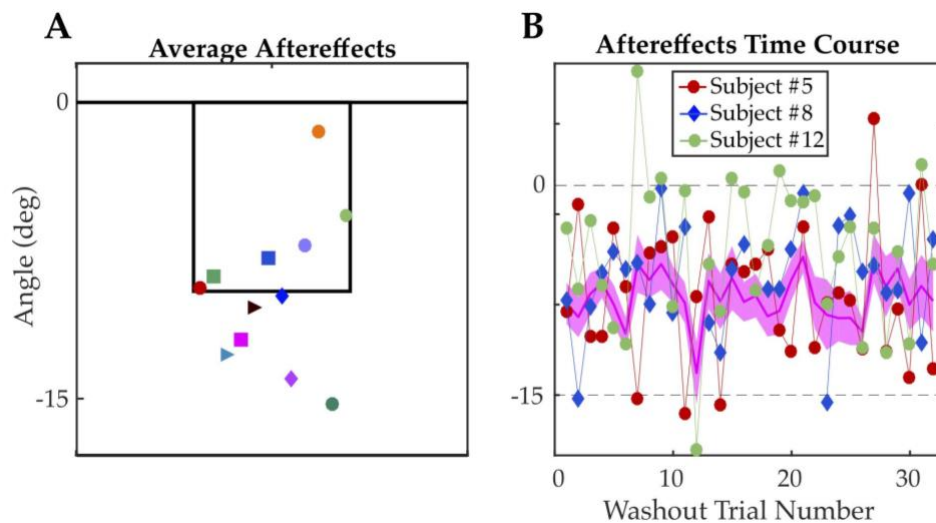 A
Average Aftereffects
0
-15
Angle (deg)
B
Aftereffects Time Course
Subject #5
Subject #8
Subject #12
0
-15
0 10 20 30
Washout Trial Number